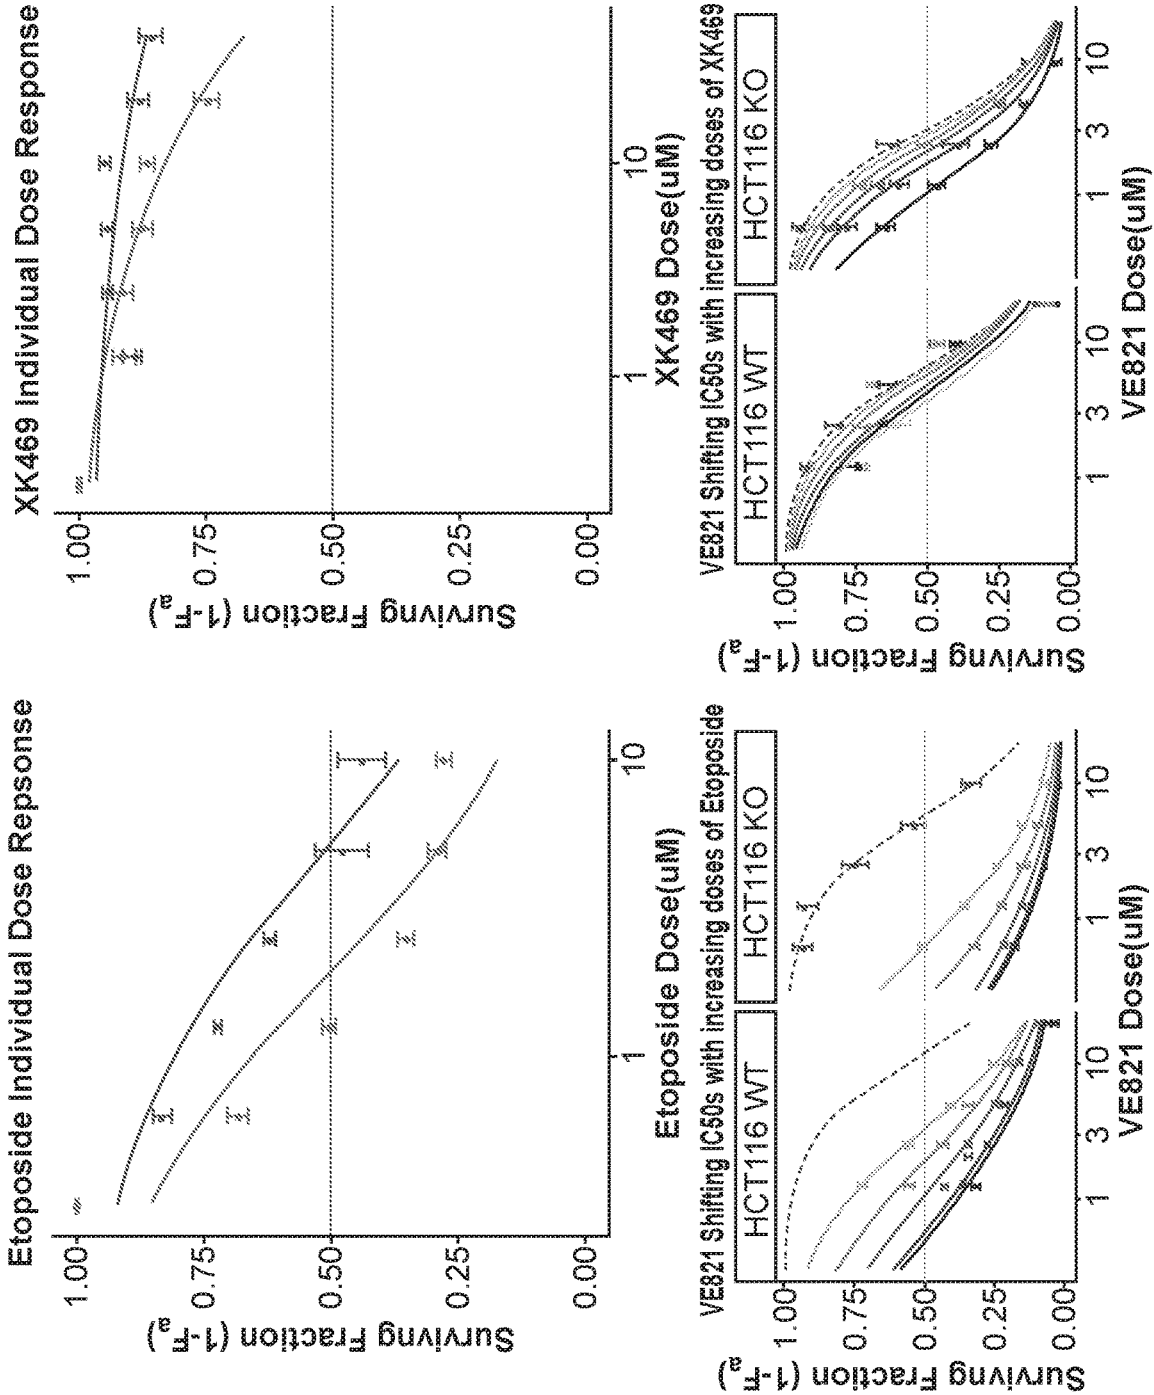 Etoposide Individual Dose Repsonse
Survivng Fraction (1-Fa)
1.00
0.75
0.50
0.25
0.00
1
10
Etoposide Dose(uM)
XK469 Individual Dose Response
Survivng Fraction (1-Fa)
1.00
0.75
0.50
0.25
0.00
1
10
XK469 Dose(uM)
VE821 Shifting IC50s with increasing doses of Etoposide
HCT116 WT
HCT116 KO
Survivng Fraction (1-Fa)
1.00
0.75
0.50
0.25
0.00
1
3
10
1
3
10
VE821 Dose(uM)
VE821 Shifting IC50s with increasing doses of XK469
HCT116 WT
HCT116 KO
Survivng Fraction (1-Fa)
1.00
0.75
0.50
0.25
0.00
1
3
10
1
3
10
VE821 Dose(uM)